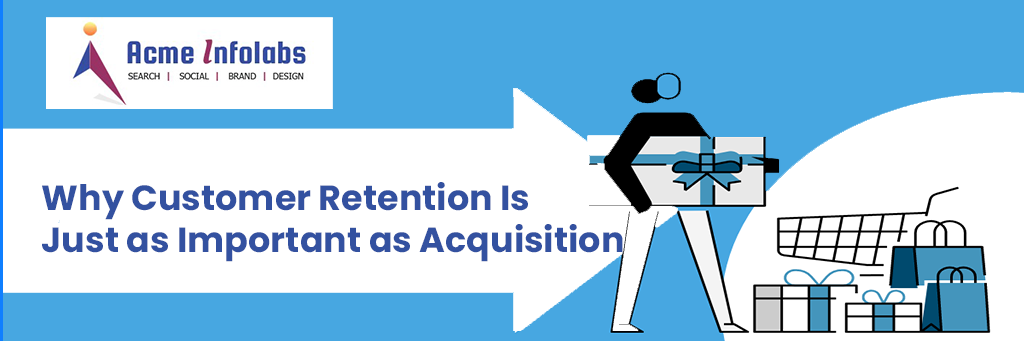 Acme Infolabs
SEARCH | SOCIAL | BRAND | DESIGN
Why Customer Retention Is
Just as Important as Acquisition